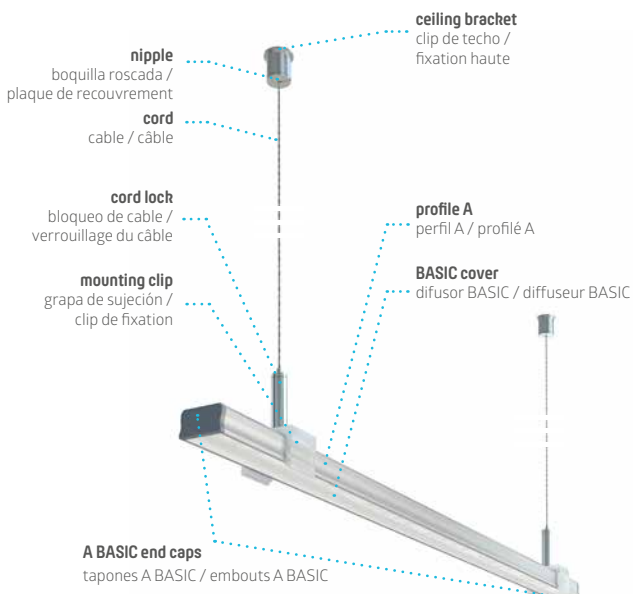 ceiling bracket
clip de techo /
fixation haute
nipple
boquilla roscada /
plaque de recouvrement
cord
cable / câble
cord lock
bloqueo de cable /
verrouillage du câble
mounting clip
grapa de sujeción /
clip de fixation
profile A
perfil A / profilé A
BASIC cover
difusor BASIC / diffuseur BASIC
A BASIC end caps
tapones A BASIC / embouts A BASIC